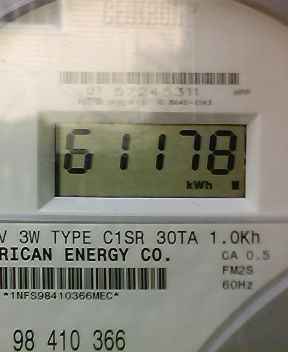 CENTRON
07 57245311
61178
kWh
V 3W TYPE C1SR 30TA 1.0Kh
RICAN ENERGY CO. CA 0.5
FM2S
*1NFS98410366MEC* 60Hz
98 410 366